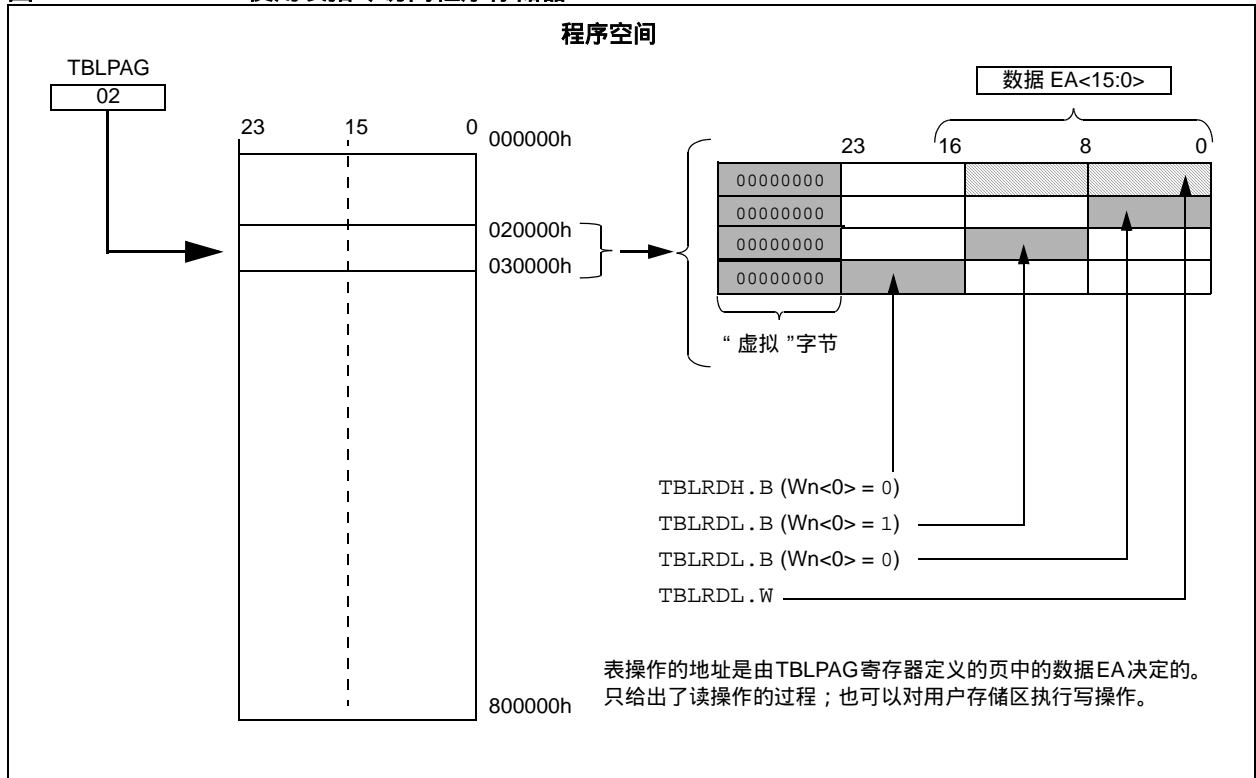 程序空间
TBLPAG
02
数据 EA<15:0>
23 15 0
000000h
23 16 8 0
00000000
020000h
00000000
00000000
030000h
00000000
“ 虚拟 ”字节
TBLRDH.B (Wn<0> = 0)
TBLRDL.B (Wn<0> = 1)
TBLRDL.B (Wn<0> = 0)
TBLRDL.W
表操作的地址是由TBLPAG寄存器定义的页中的数据EA决定的。
800000h
只给出了读操作的过程；也可以对用户存储区执行写操作。